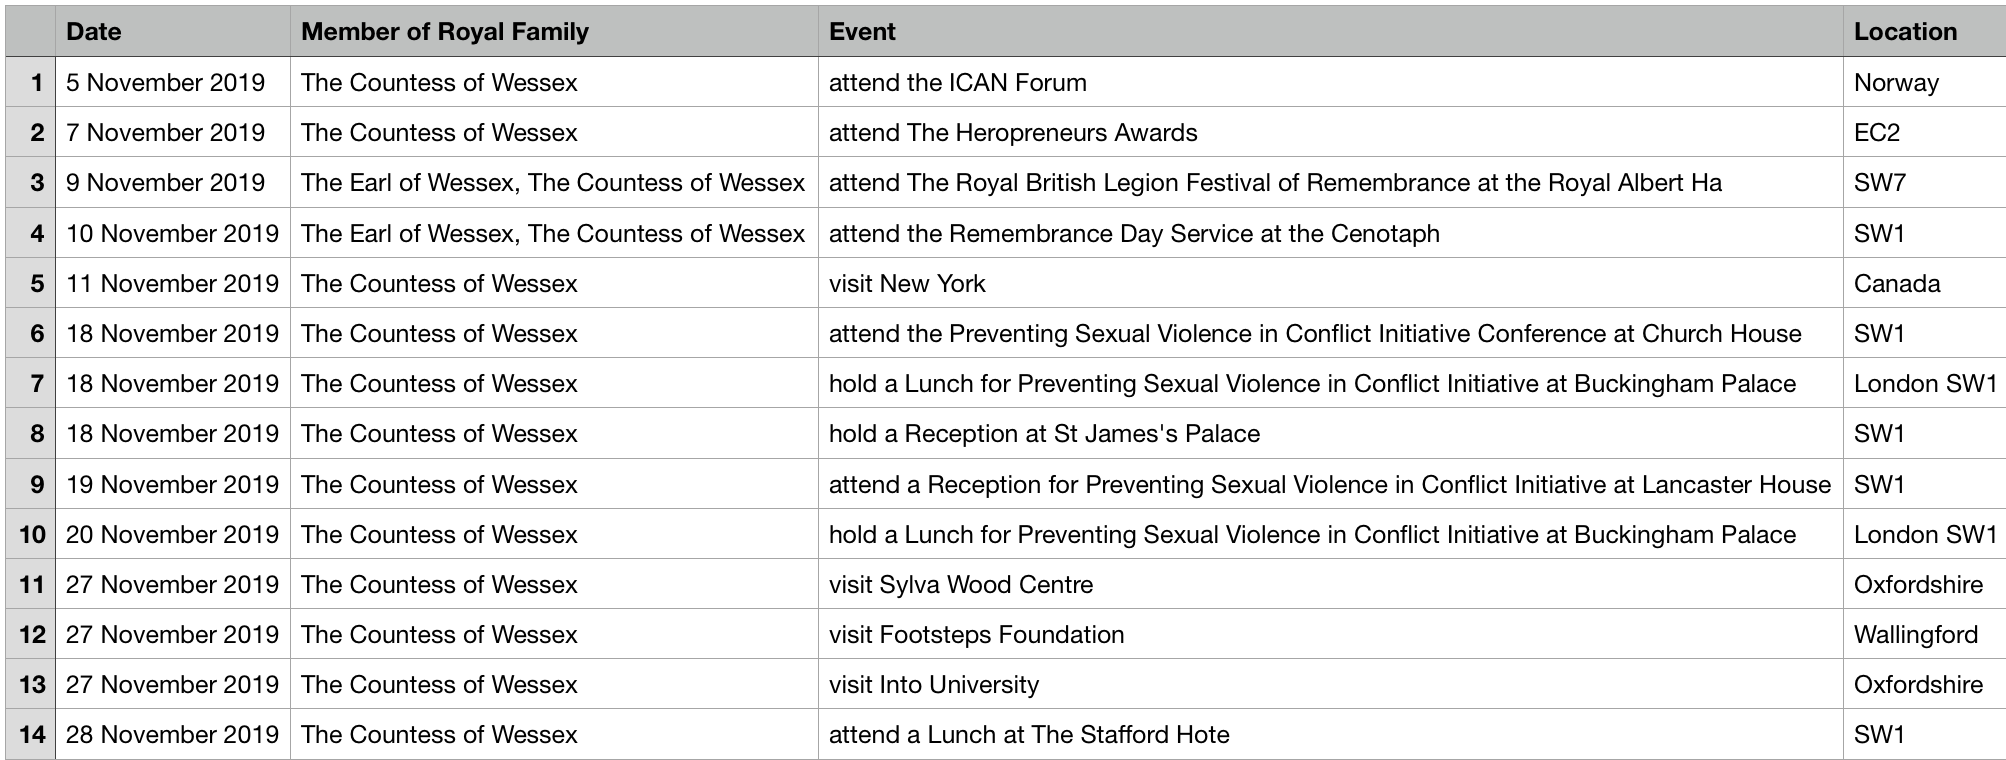 Date Member of Royal Family Event Location
1 5 November 2019 The Countess of Wessex attend the ICAN Forum Norway
2 7 November 2019 The Countess of Wessex attend The Heropreneurs Awards EC2
3 9 November 2019 The Earl of Wessex, The Countess of Wessex attend The Royal British Legion Festival of Remembrance at the Royal Albert Ha SW7
4 10 November 2019 The Earl of Wessex, The Countess of Wessex attend the Remembrance Day Service at the Cenotaph SW1
5 11 November 2019 The Countess of Wessex visit New York Canada
6 18 November 2019 The Countess of Wessex attend the Preventing Sexual Violence in Conflict Initiative Conference at Church House SW1
7 18 November 2019 The Countess of Wessex hold a Lunch for Preventing Sexual Violence in Conflict Initiative at Buckingham Palace London SW1
8 18 November 2019 The Countess of Wessex hold a Reception at St James's Palace SW1
9 19 November 2019 The Countess of Wessex attend a Reception for Preventing Sexual Violence in Conflict Initiative at Lancaster House SW1
10 20 November 2019 The Countess of Wessex hold a Lunch for Preventing Sexual Violence in Conflict Initiative at Buckingham Palace London SW1
11 27 November 2019 The Countess of Wessex visit Sylva Wood Centre Oxfordshire
12 27 November 2019 The Countess of Wessex visit Footsteps Foundation Wallingford
13 27 November 2019 The Countess of Wessex visit Into University Oxfordshire
14 28 November 2019 The Countess of Wessex attend a Lunch at The Stafford Hote SW1